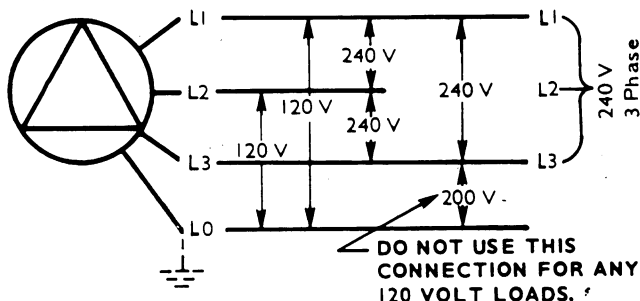 L1
L1
240 V
L2
120 V
240 V
L2
240 V
3 Phase
120 V
240 V
L3
L3
200 V
L0
DO NOT USE THIS
CONNECTION FOR ANY
120 VOLT LOADS.